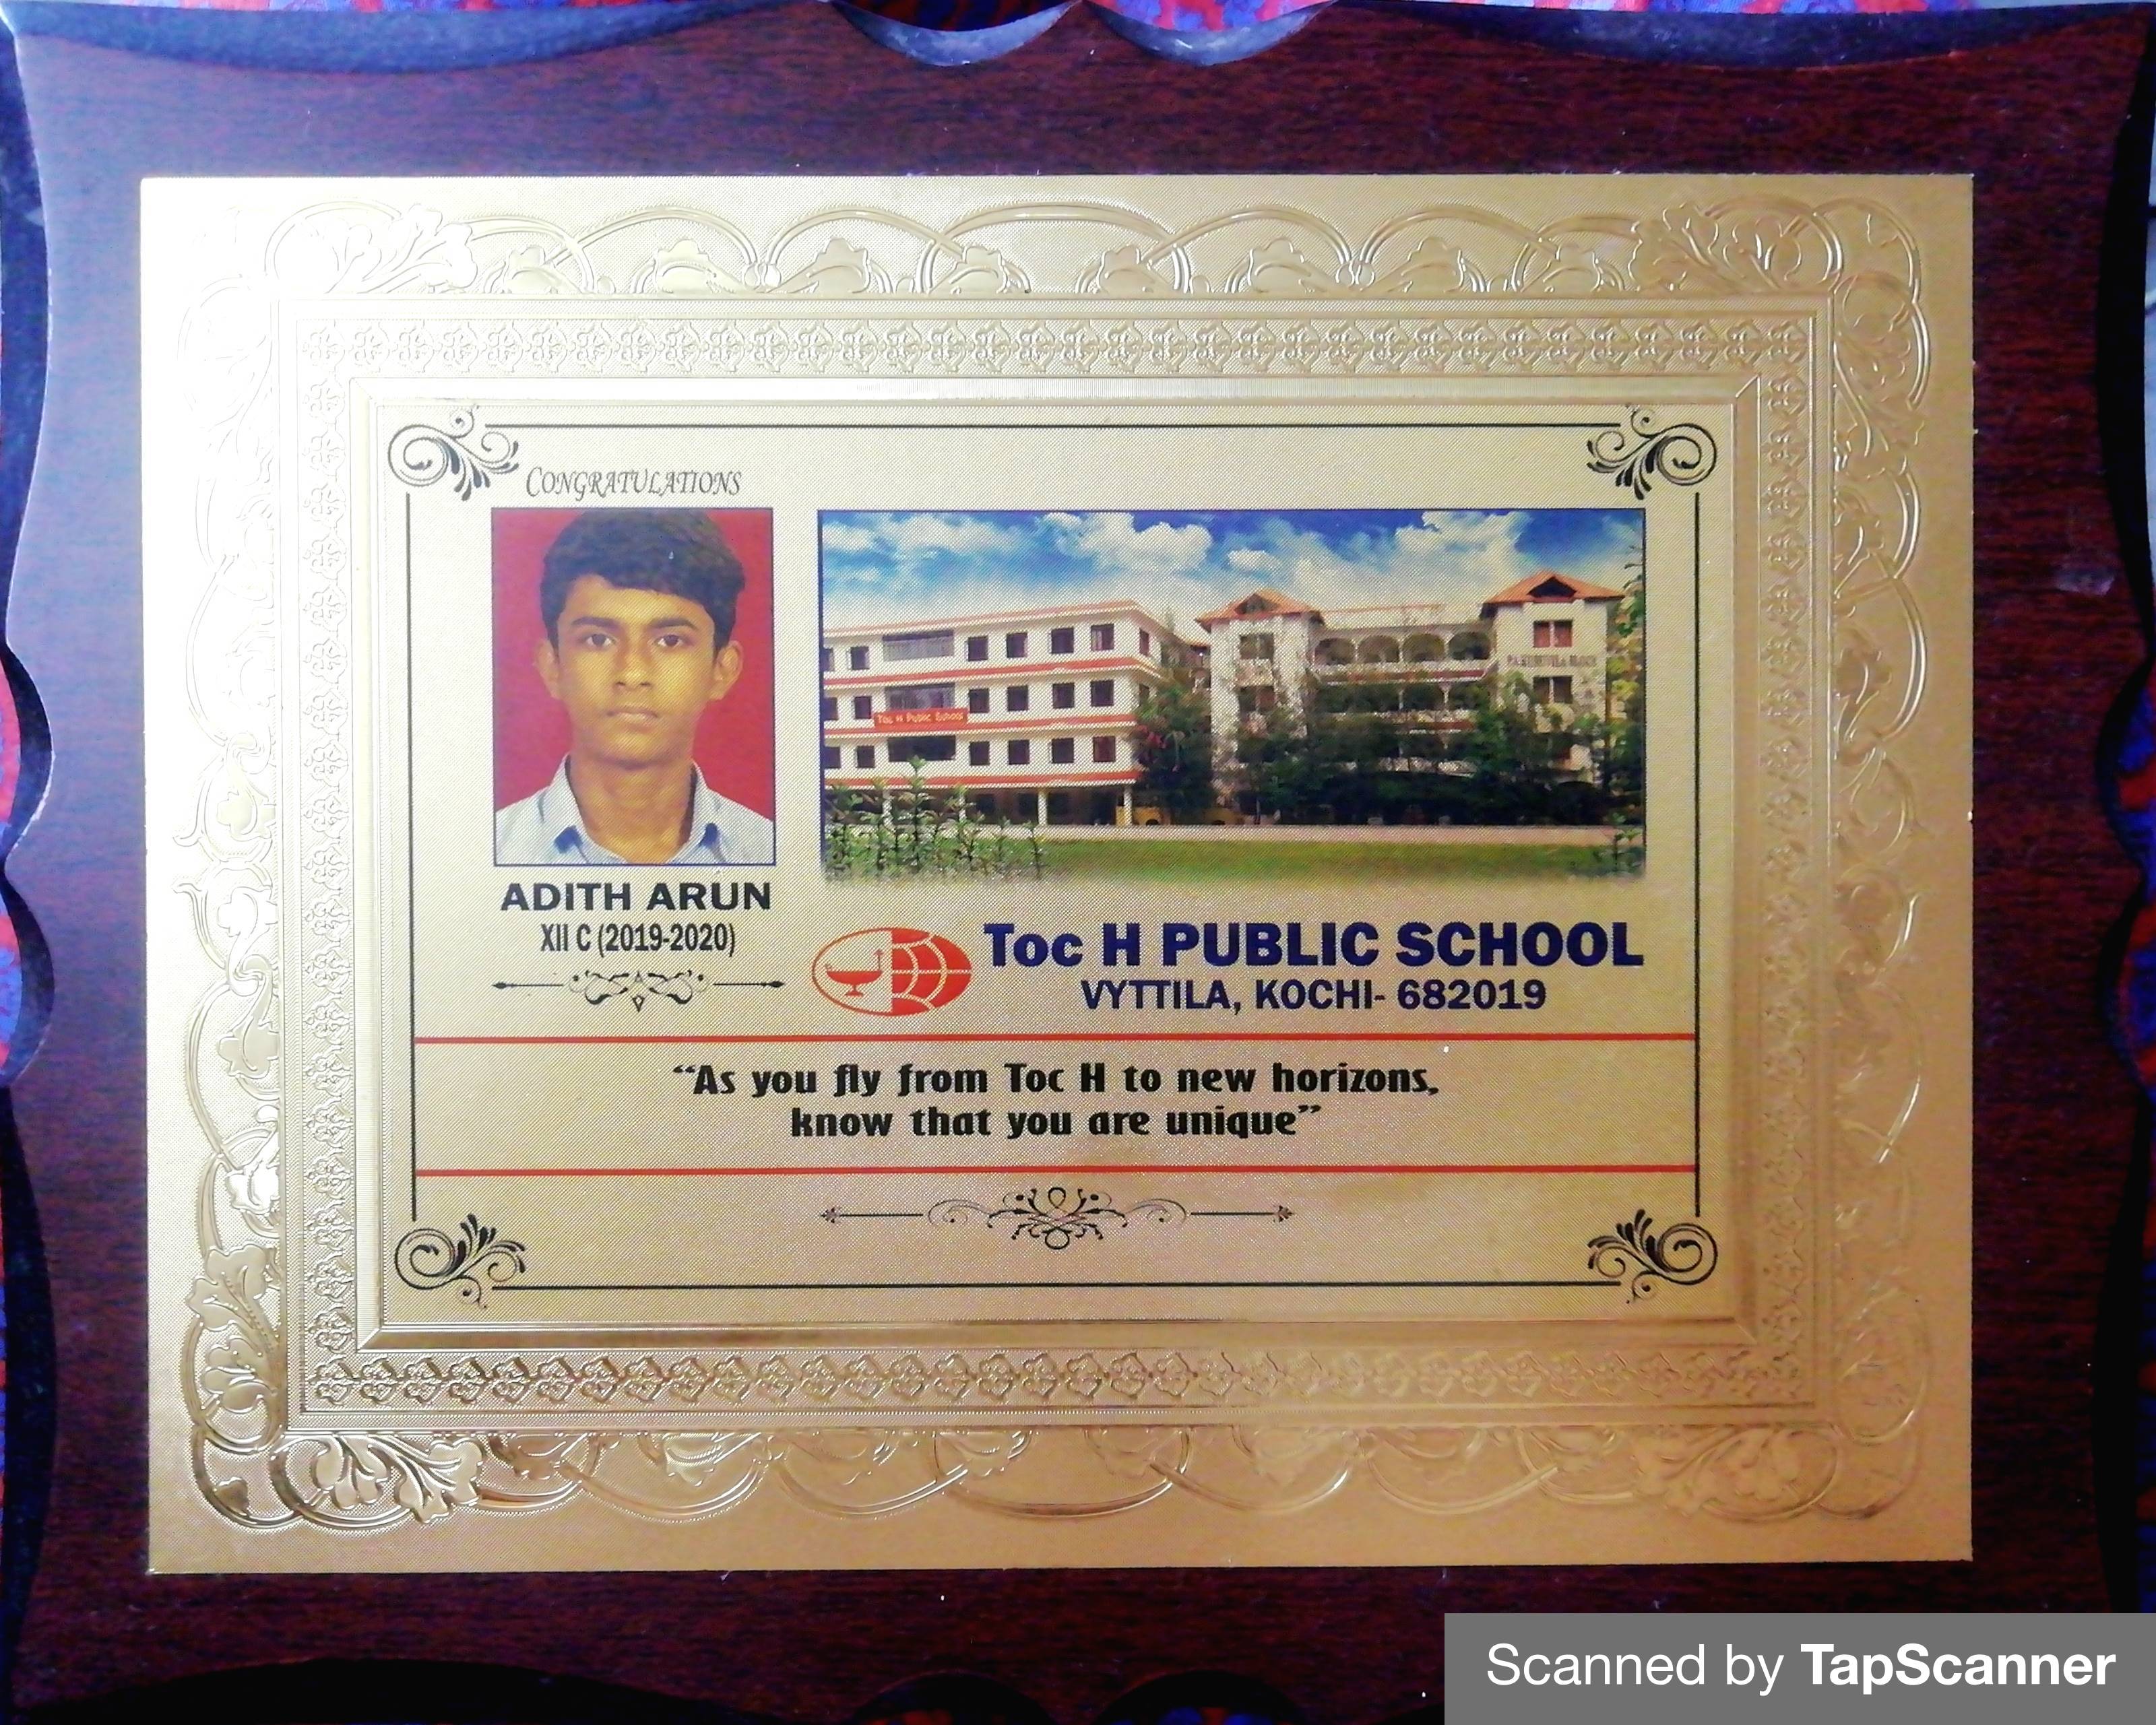 CONGRATULATIONS
Toc H Public School
ADITH ARUN
XII C (2019-2020)
Toc H PUBLIC SCHOOL
VYTTILA, KOCHI- 682019
“As you fly from Toc H to new horizons,
know that you are unique”
Scanned by TapScanner